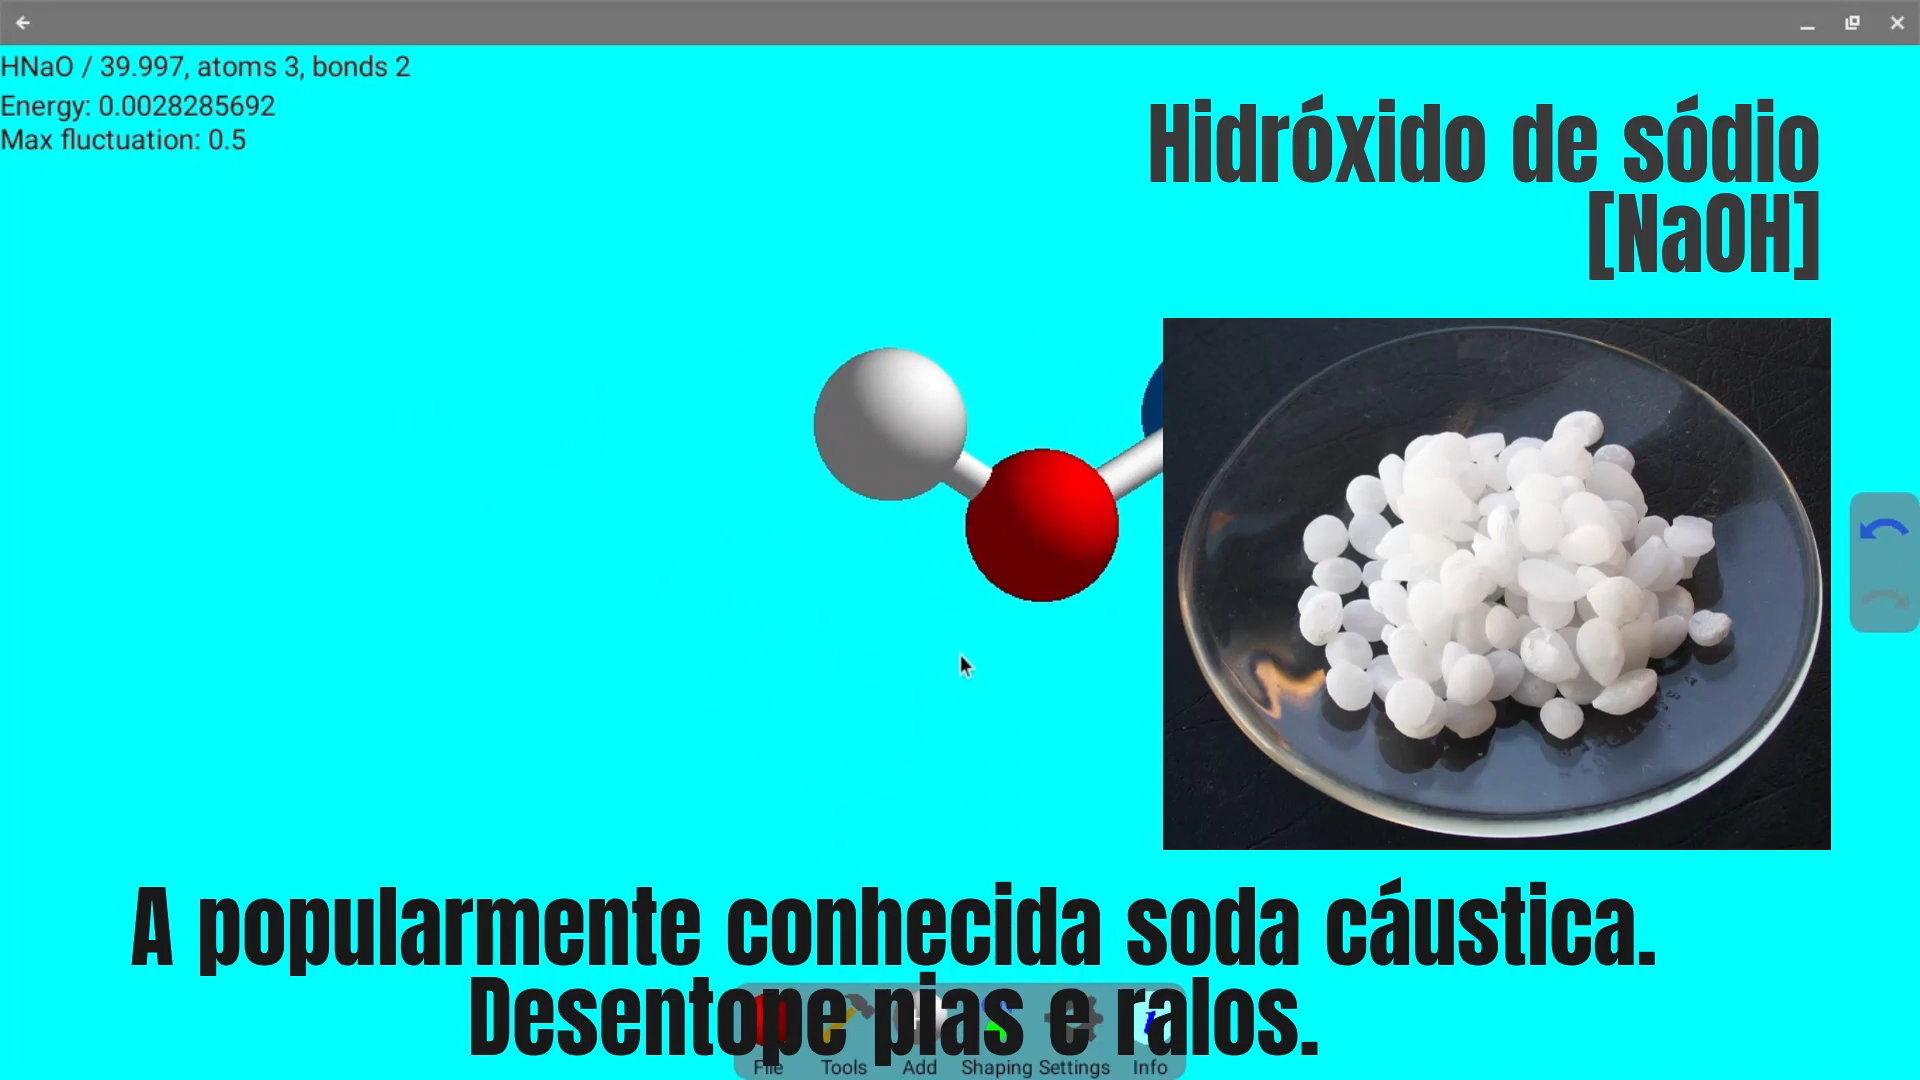 HNaO / 39.997, atoms 3, bonds 2
Energy: 0.0028285692
Max fluctuation: 0.5
Hidróxido de sódio
[NaOH]
A popularmente conhecida soda cáustica.
Desentope pias e ralos.
File Tools Add Shaping Settings Info